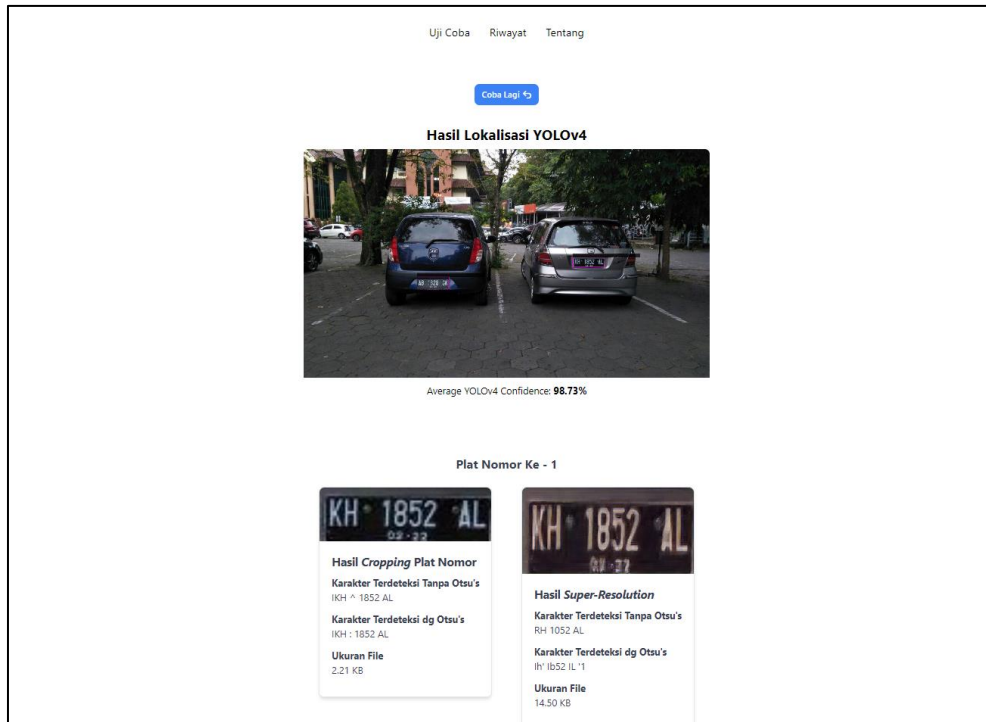 Uji Coba Riwayat Tentang
Coba Lagi
Hasil Lokalisasi YOLOv4
KH 1852 AL
Average YOLOv4 Confidence: 98.73%
Plat Nomor Ke - 1
KH 1852 AL
Hasil Cropping Plat Nomor
Karakter Terdeteksi Tanpa Otsu's
IKH ^ 1852 AL
Karakter Terdeteksi dg Otsu's
IKH : 1852 AL
Ukuran File
2.21 KB
KH 1852 AL
Hasil Super-Resolution
Karakter Terdeteksi Tanpa Otsu's
RH 1052 AL
Karakter Terdeteksi dg Otsu's
Ih' Ib52 IL '1
Ukuran File
14.50 KB